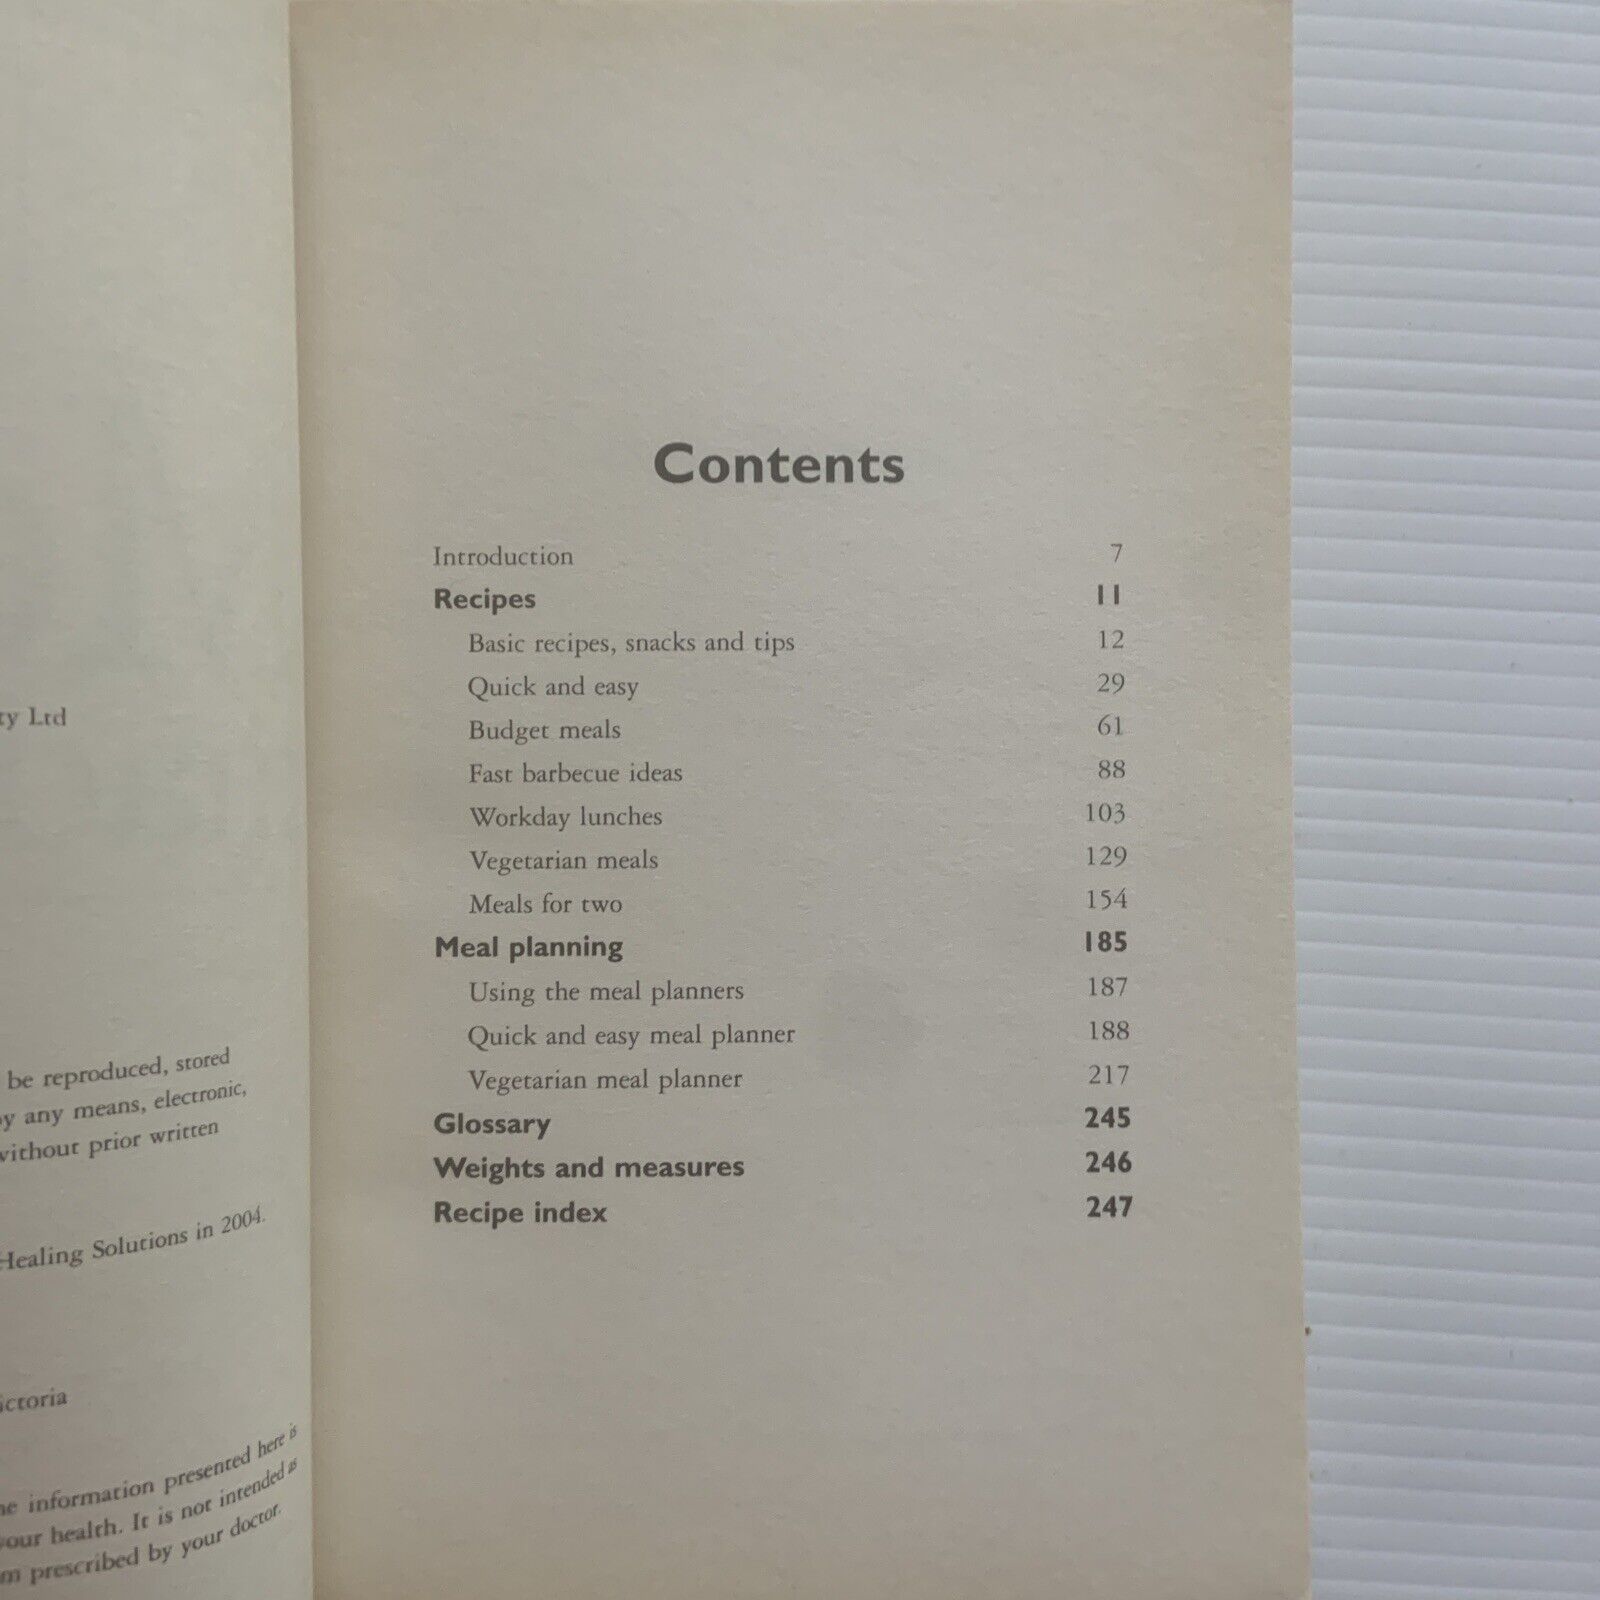 ty Ltd
be reproduced, stored
by any means, electronic,
without prior written
Healing Solutions in 2004.
ictoria
information presented here is
your health. It is not intended as
prescribed by your doctor.
Contents
Introduction 7
Recipes 11
Basic recipes, snacks and tips 12
Quick and easy 29
Budget meals 61
Fast barbecue ideas 88
Workday lunches 103
Vegetarian meals 129
Meals for two 154
Meal planning 185
Using the meal planners 187
Quick and easy meal planner 188
Vegetarian meal planner 217
Glossary 245
Weights and measures 246
Recipe index 247